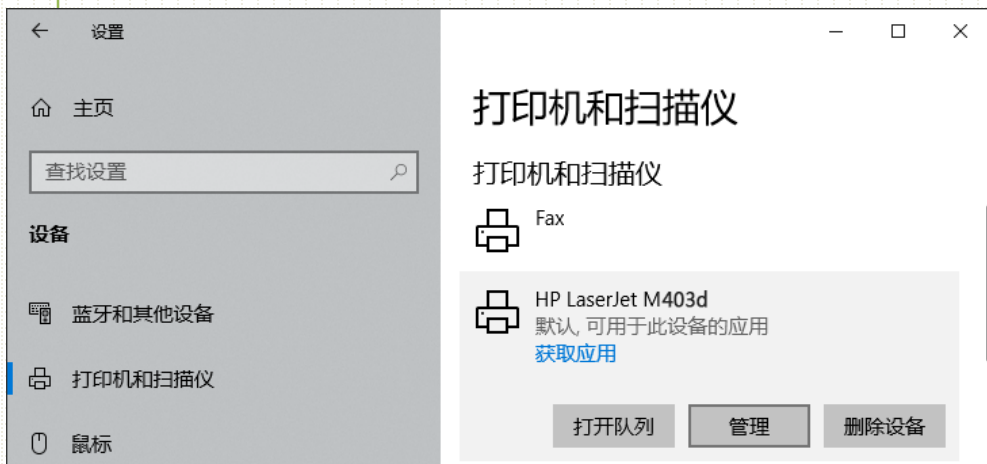 设置
主页
查找设置
设备
蓝牙和其他设备
打印机和扫描仪
鼠标
打印机和扫描仪
打印机和扫描仪
Fax
HP LaserJet M403d
默认, 可用于此设备的应用
获取应用
打开队列 管理 删除设备